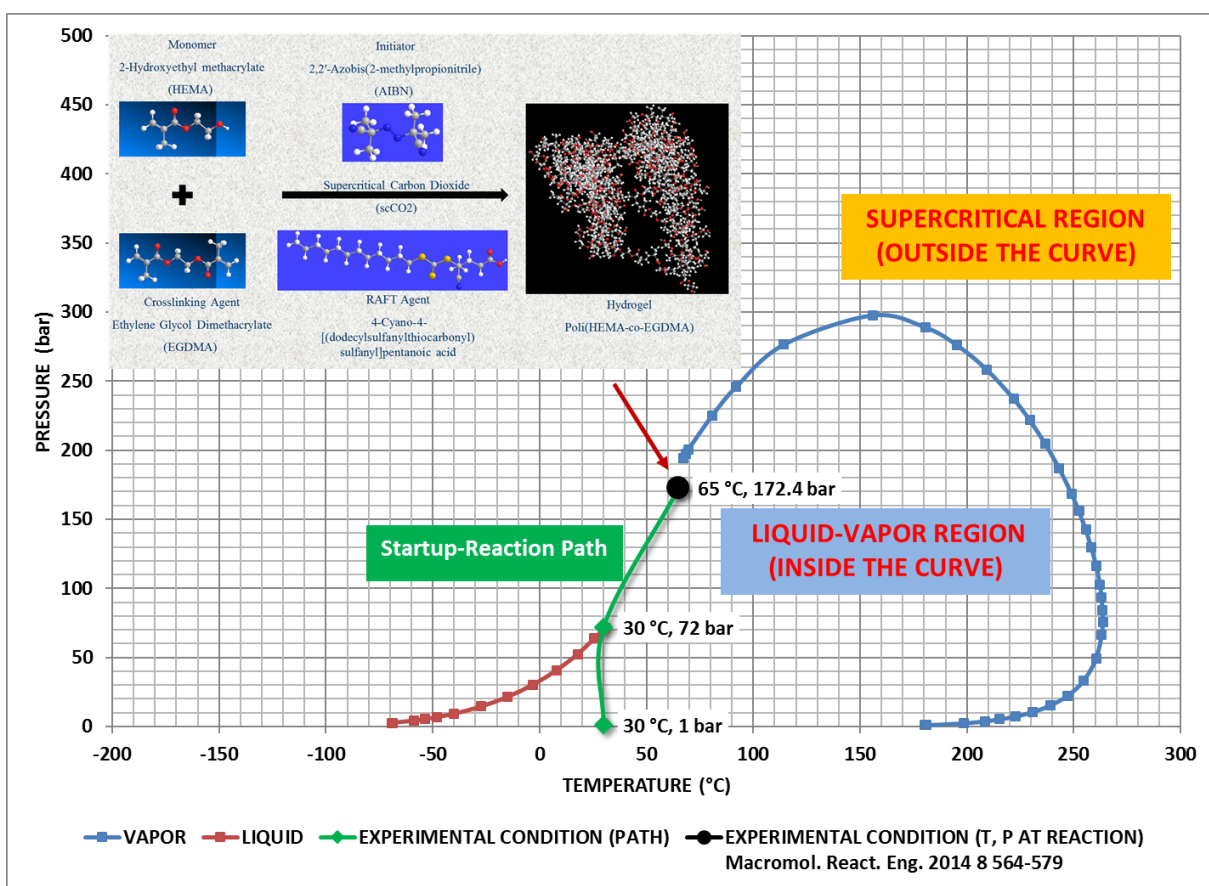 Monomer
2-Hydroxyethyl methacrylate
(HEMA)
Initiator
2,2'-Azobis(2-methylpropionitrile)
(AIBN)
Supercritical Carbon Dioxide
(scCO2)
Crosslinking Agent
Ethylene Glycol Dimethacrylate
(EGDMA)
RAFT Agent
4-Cyano-4-
[(dodecylsulfanylthiocarbonyl)
sulfanyl]pentanoic acid
Hydrogel
Poli(HEMA-co-EGDMA)
SUPERCRITICAL REGION
(OUTSIDE THE CURVE)
65 °C, 172.4 bar
Startup-Reaction Path
LIQUID-VAPOR REGION
(INSIDE THE CURVE)
30 °C, 72 bar
30 °C, 1 bar
PRESSURE (bar)
500
450
400
350
300
250
200
150
100
50
0
-200 -150 -100 -50 0 50 100 150 200 250 300
TEMPERATURE (°C)
VAPOR LIQUID EXPERIMENTAL CONDITION (PATH) EXPERIMENTAL CONDITION (T, P AT REACTION)
Macromol. React. Eng. 2014 8 564-579